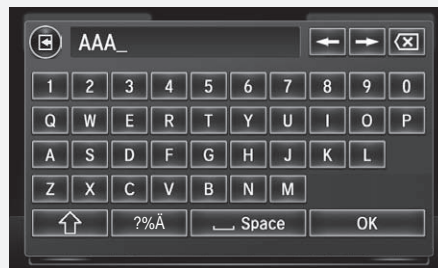 AAA_
1 2 3 4 5 6 7 8 9 0
Q W E R T Y U I O P
A S D F G H J K L
Z X C V B N M
?%Ä Space OK